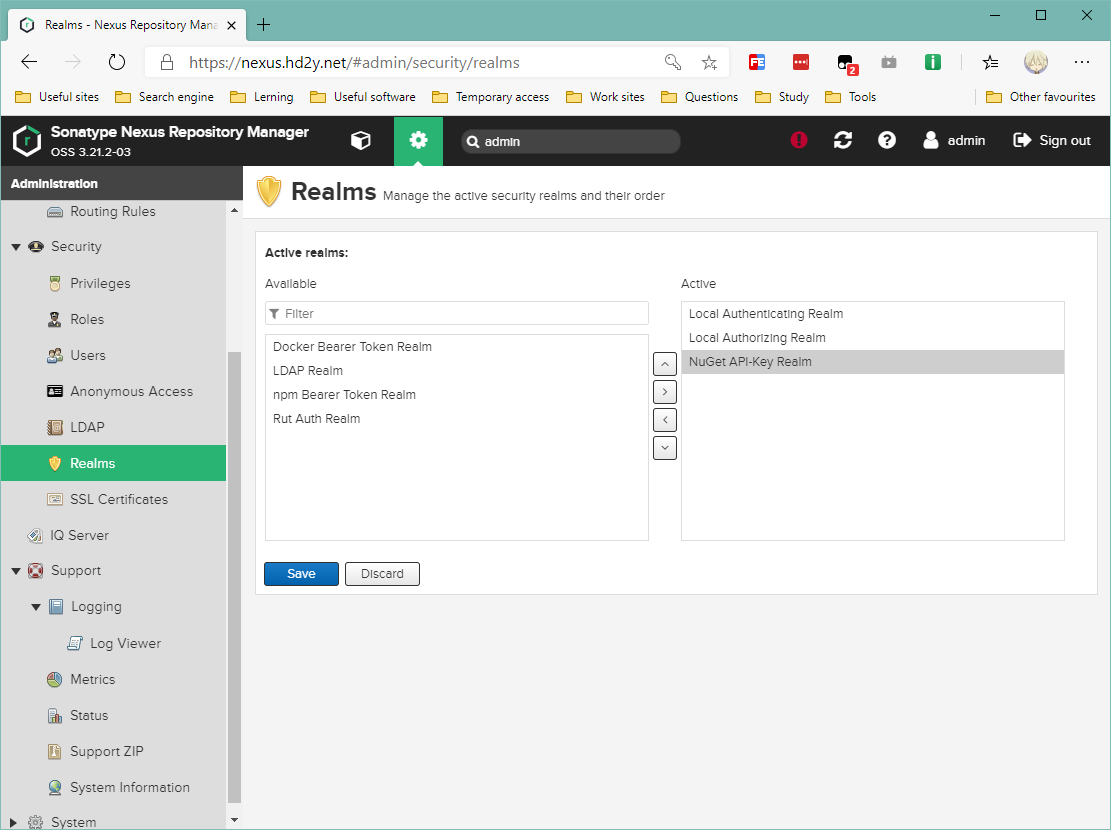 Realms - Nexus Repository Mana
https://nexus.hd2y.net/#admin/security/realms
FE
2
Useful sites
Search engine
Lerning
Useful software
Temporary access
Work sites
Questions
Study
Tools
Other favourites
Sonatype Nexus Repository Manager
OSS 3.21.2-03
admin
admin
Sign out
Administration
Routing Rules
Security
Privileges
Roles
Users
Anonymous Access
LDAP
Realms
SSL Certificates
IQ Server
Support
Logging
Log Viewer
Metrics
Status
Support ZIP
System Information
System
Realms Manage the active security realms and their order
Active realms:
Available
Filter
Docker Bearer Token Realm
LDAP Realm
npm Bearer Token Realm
Rut Auth Realm
Active
Local Authenticating Realm
Local Authorizing Realm
NuGet API-Key Realm
Save
Discard